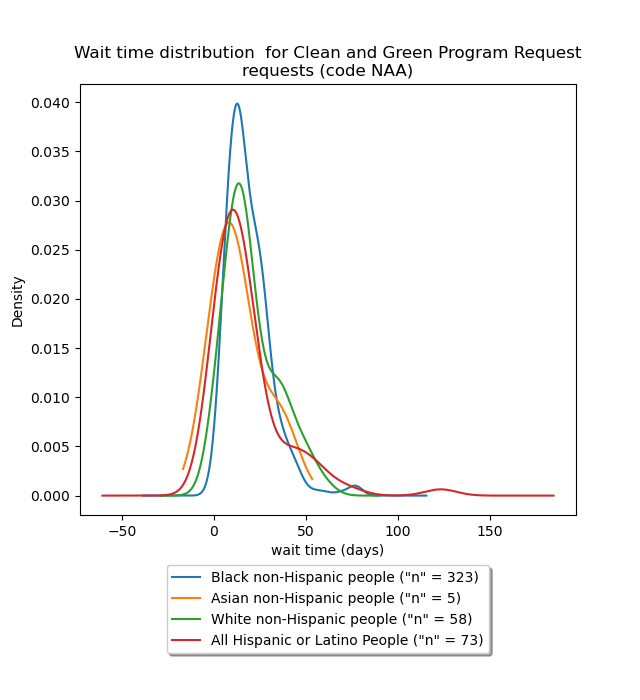 Wait time distribution  for Clean and Green Program Request
requests (code NAA)
0.040
0.035
0.030
0.025
0.020
0.015
0.010
0.005
0.000
Density
−50
0
50
100
150
wait time (days)
Black non-Hispanic people ("n" = 323)
Asian non-Hispanic people ("n" = 5)
White non-Hispanic people ("n" = 58)
All Hispanic or Latino People ("n" = 73)